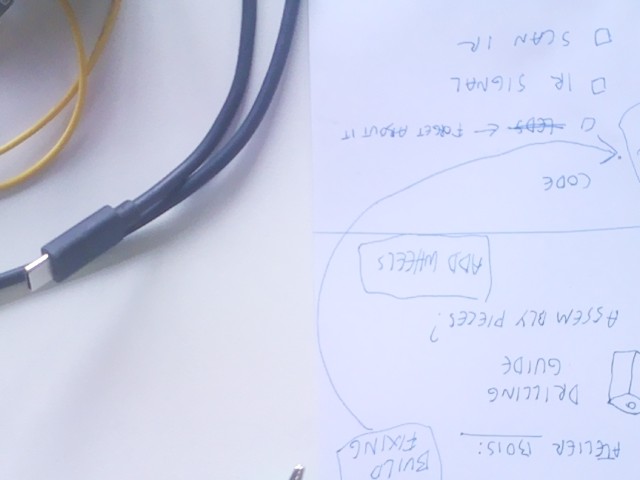 ATELIER BOIS:
BUILD
FIXING
DRILLING
GUIDE
ASSEMBLY PIECES?
ADD WHEELS
CODE
LEDS ← FORGET ABOUT IT
IR SIGNAL
SCAN IR